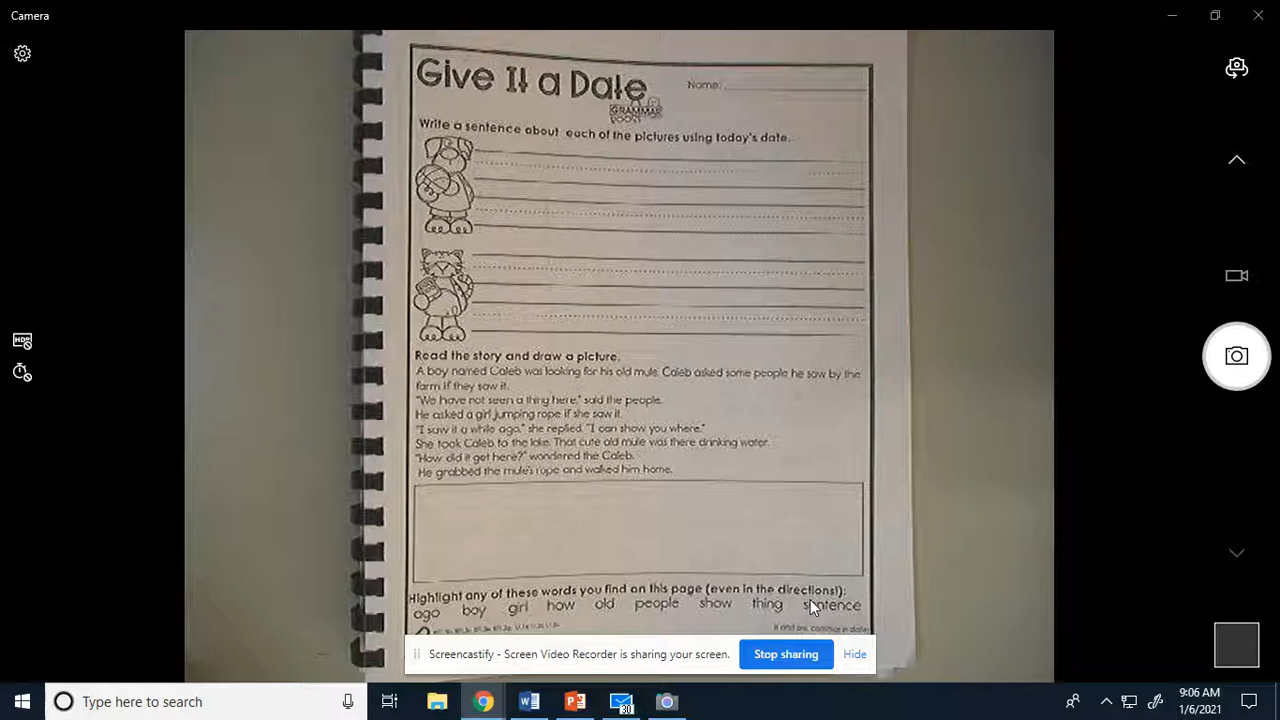 Camera
Give It a Date
Name:
GRAMMAR
Write a sentence about each of the pictures using today's date.
Read the story and draw a picture.
A boy named Caleb was looking for his old mule. Caleb asked some people he saw by the
farm if they saw it.
"We have not seen a thing here," said the people.
He asked a girl jumping rope if she saw it.
"I saw it a while ago," she replied. "I can show you where."
She took Caleb to the lake. That cute old mule was there drinking water.
"How did it get here?" wondered the Caleb.
He grabbed the mule's rope and walked him home.
Highlight any of these words you find on this page (even in the directions!):
ago boy girl how old people show thing sentence
Screencastify - Screen Video Recorder is sharing your screen.
Stop sharing
Hide
Type here to search
9:06 AM
1/6/2021